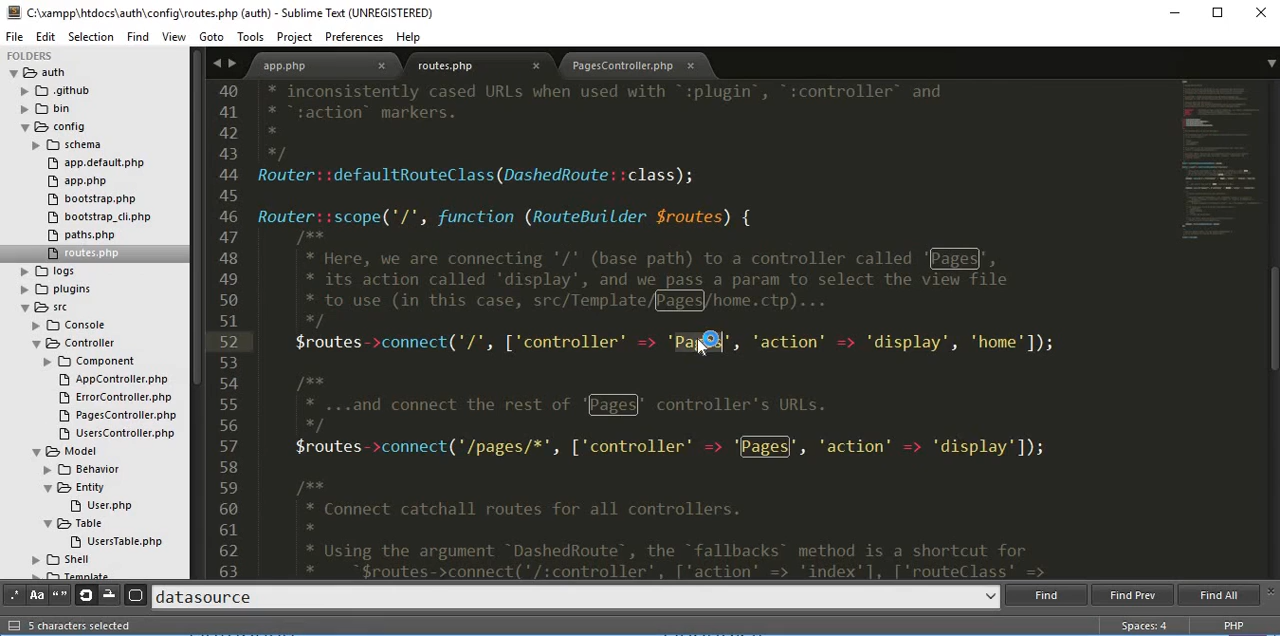 C:\xampp\htdocs\auth\config\routes.php (auth) - Sublime Text (UNREGISTERED)
File Edit Selection Find View Goto Tools Project Preferences Help
FOLDERS
auth
.github
bin
config
schema
app.default.php
app.php
bootstrap.php
bootstrap_cli.php
paths.php
routes.php
logs
plugins
src
Console
Controller
Component
AppController.php
ErrorController.php
PagesController.php
UsersController.php
Model
Behavior
Entity
User.php
Table
UsersTable.php
Shell
Template
app.php × routes.php × PagesController.php ×
40 * inconsistently cased URLs when used with `:plugin`, `:controller` and
41 * `:action` markers.
42 *
43 */
44 Router::defaultRouteClass(DashedRoute::class);
45
46 Router::scope('/', function (RouteBuilder $routes) {
47 /**
48 * Here, we are connecting '/' (base path) to a controller called 'Pages',
49 * its action called 'display', and we pass a param to select the view file
50 * to use (in this case, src/Template/Pages/home.ctp)...
51 */
52 $routes->connect('/', ['controller' => 'Pages', 'action' => 'display', 'home']);
53
54 /**
55 * ...and connect the rest of 'Pages' controller's URLs.
56 */
57 $routes->connect('/pages/*', ['controller' => 'Pages', 'action' => 'display']);
58
59 /**
60 * Connect catchall routes for all controllers.
61 *
62 * Using the argument `DashedRoute`, the `fallbacks` method is a shortcut for
63 * `$routes->connect('/:controller', ['action' => 'index'], ['routeClass' =>
.* Aa “ ” datasource Find Find Prev Find All ×
5 characters selected Spaces: 4 PHP